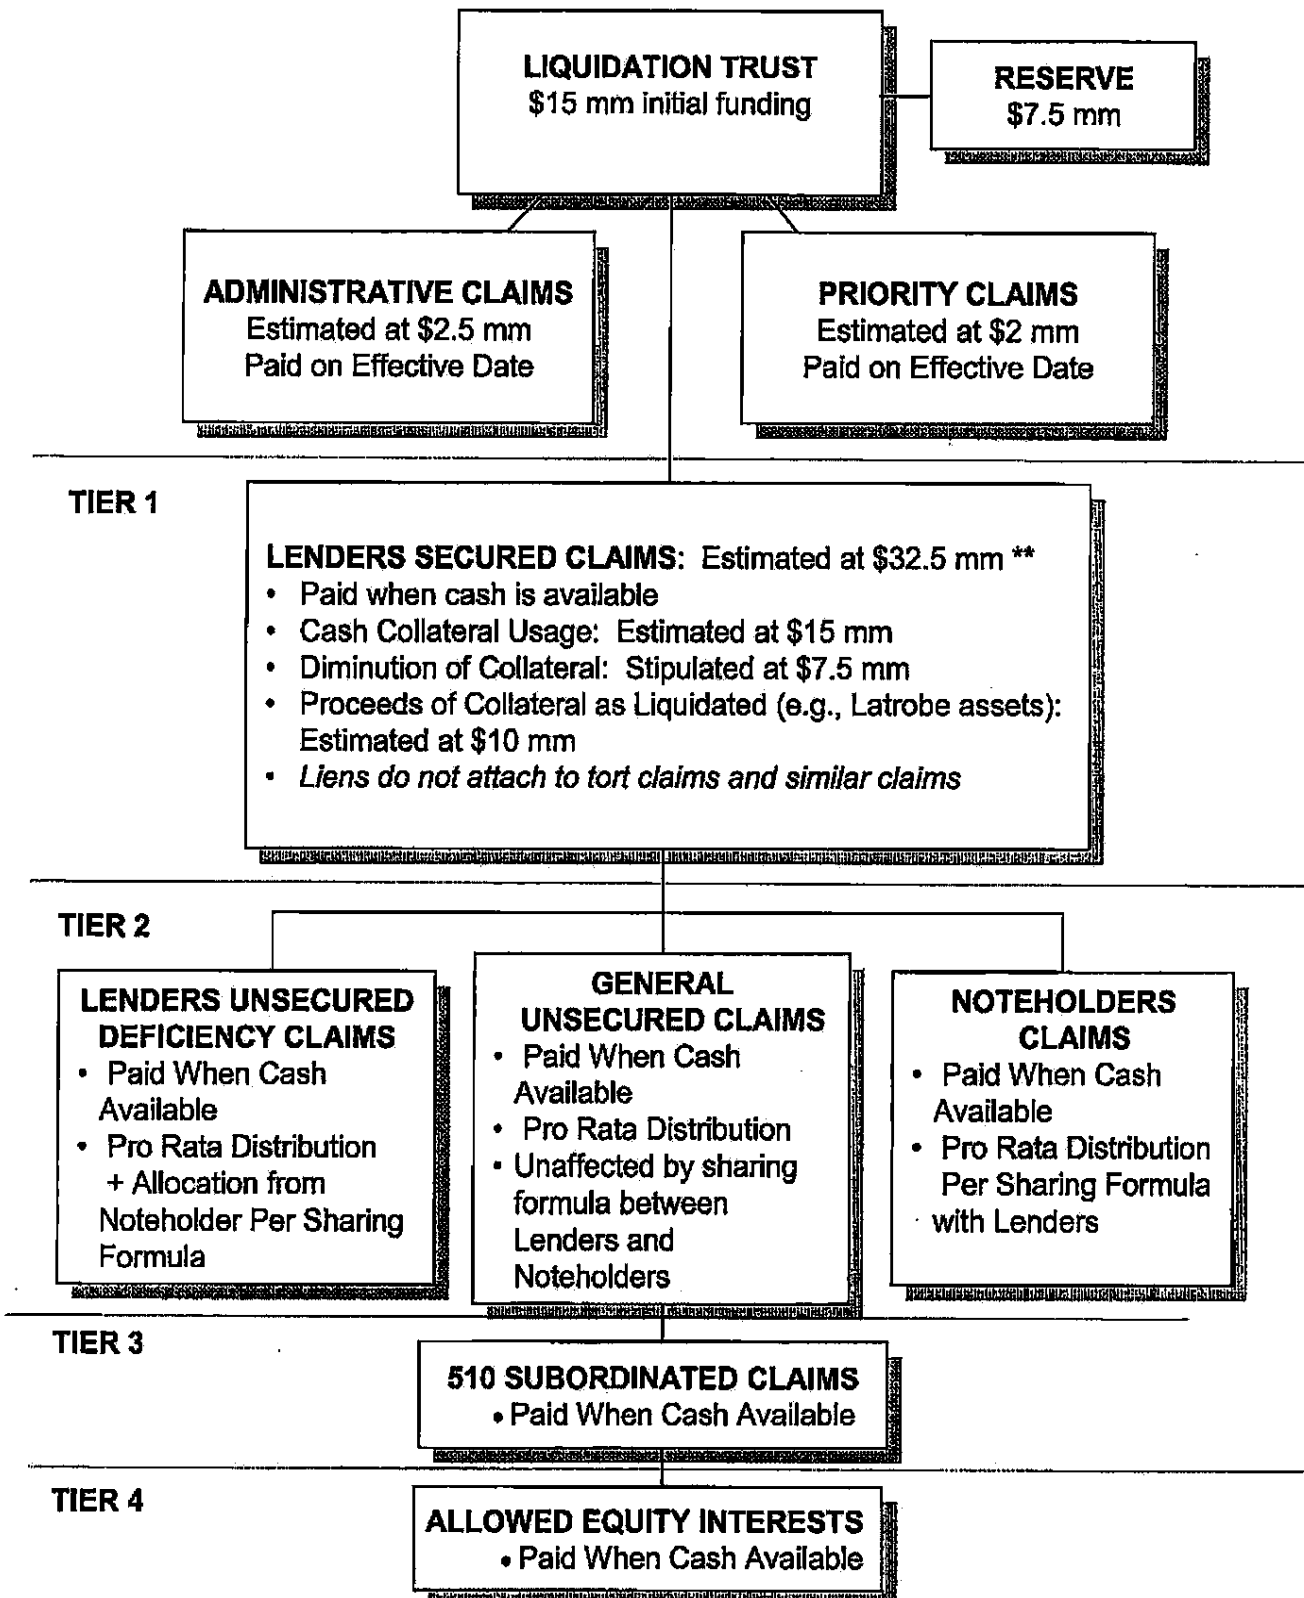 LIQUIDATION TRUST
$15 mm initial funding
RESERVE
$7.5 mm
ADMINISTRATIVE CLAIMS
Estimated at $2.5 mm
Paid on Effective Date
PRIORITY CLAIMS
Estimated at $2 mm
Paid on Effective Date
TIER 1
LENDERS SECURED CLAIMS: Estimated at $32.5 mm **
• Paid when cash is available
• Cash Collateral Usage: Estimated at $15 mm
• Diminution of Collateral: Stipulated at $7.5 mm
• Proceeds of Collateral as Liquidated (e.g., Latrobe assets):
Estimated at $10 mm
• Liens do not attach to tort claims and similar claims
TIER 2
LENDERS UNSECURED
DEFICIENCY CLAIMS
• Paid When Cash
Available
• Pro Rata Distribution
+ Allocation from
Noteholder Per Sharing
Formula
GENERAL
UNSECURED CLAIMS
• Paid When Cash
Available
• Pro Rata Distribution
• Unaffected by sharing
formula between
Lenders and
Noteholders
NOTEHOLDERS
CLAIMS
• Paid When Cash
Available
• Pro Rata Distribution
Per Sharing Formula
with Lenders
TIER 3
510 SUBORDINATED CLAIMS
• Paid When Cash Available
TIER 4
ALLOWED EQUITY INTERESTS
• Paid When Cash Available